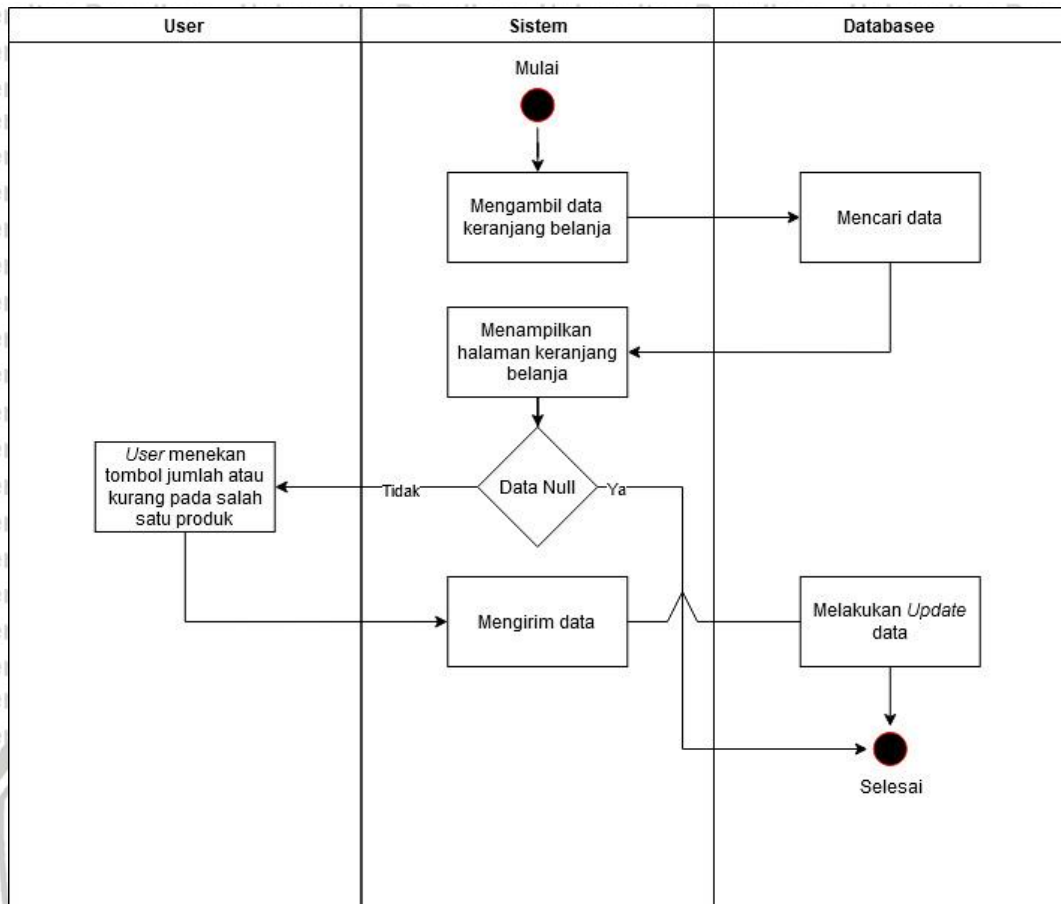 User
Sistem
Databasee
Mulai
Mengambil data
keranjang belanja
Mencari data
Menampilkan
halaman keranjang
belanja
User menekan
tombol jumlah atau
kurang pada salah
satu produk
Tidak
Data Null
Ya
Mengirim data
Melakukan Update
data
Selesai